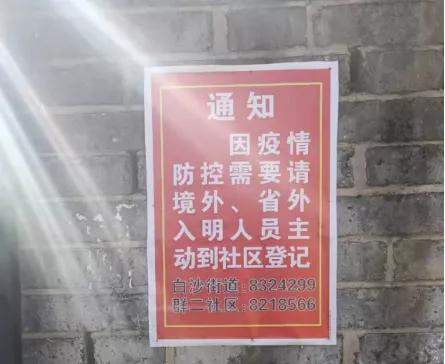 通知
因疫情
防控需要请
境外、省外
入明人员主
动到社区登记
白沙街道:8324299
群二社区:8218566